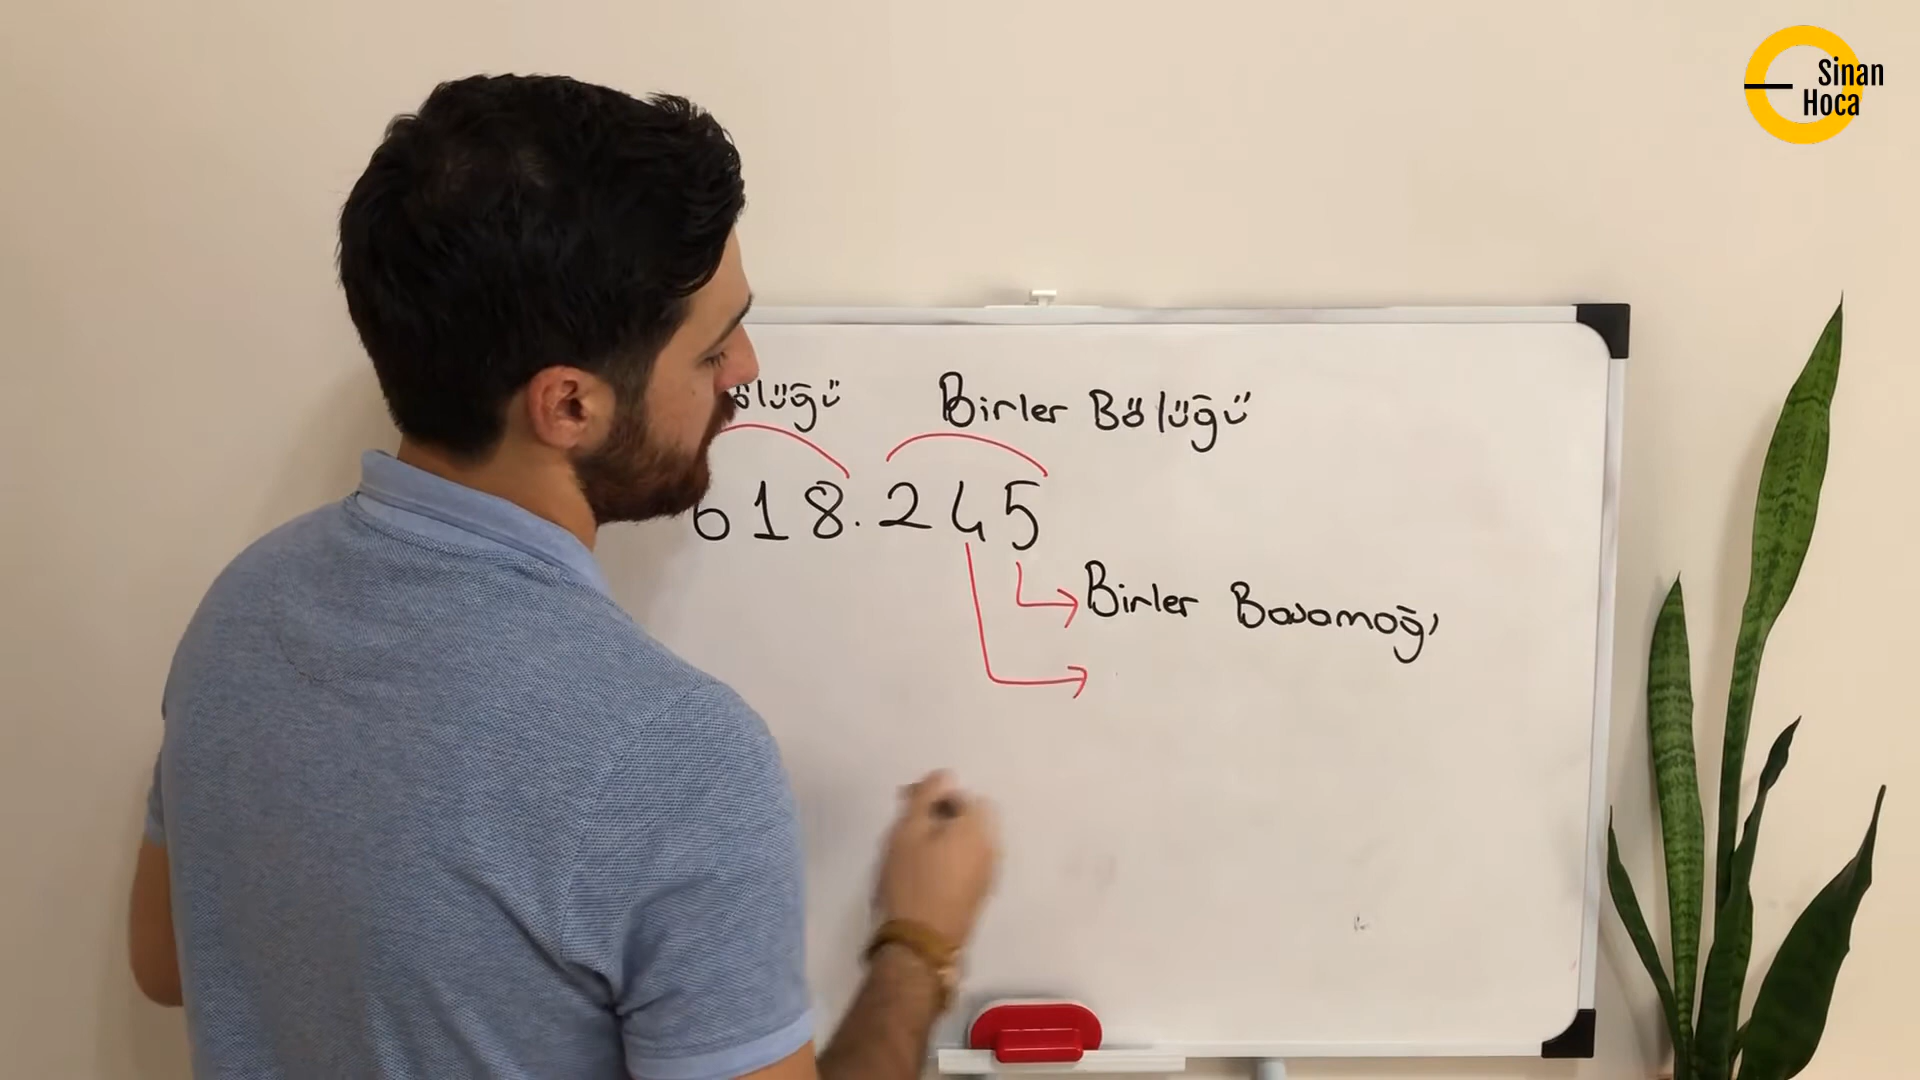 Sinan
Hoca
ölüğü Birler Bölüğü
618.245
Birler Basamağı